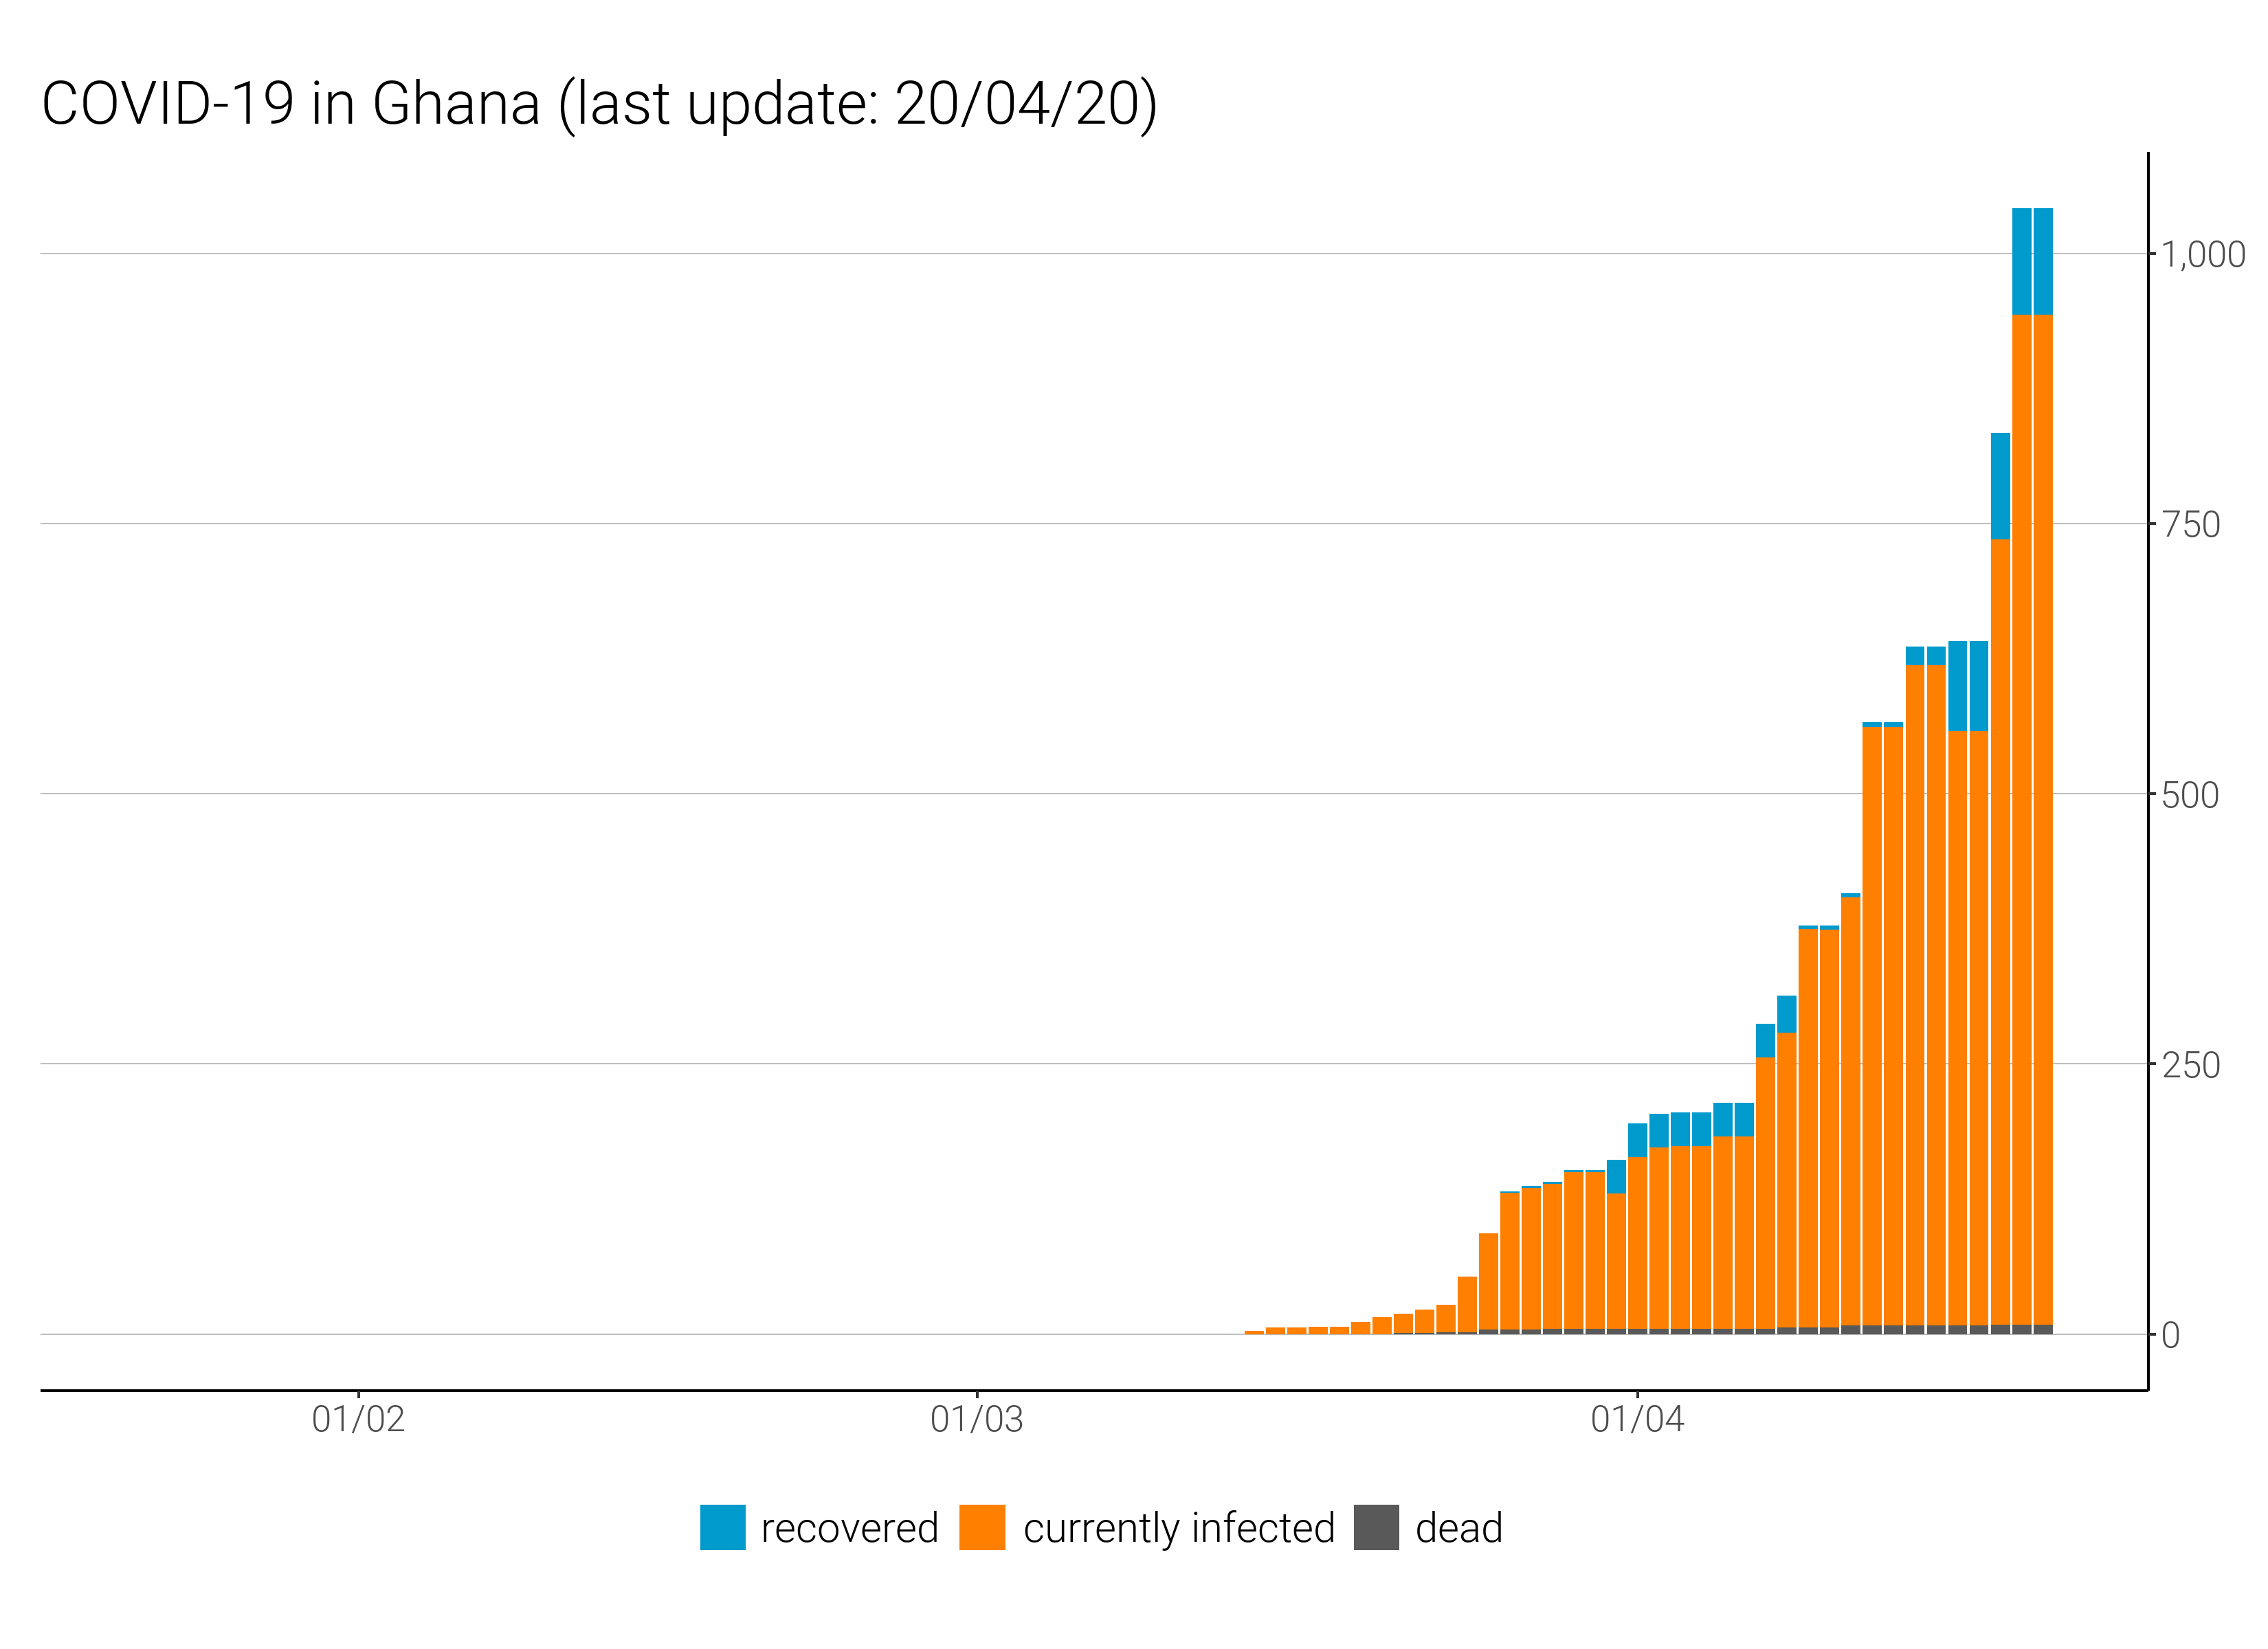 COVID-19 in Ghana (last update: 20/04/20)
1,000
750
500
250
0
01/02 01/03 01/04
recovered currently infected dead